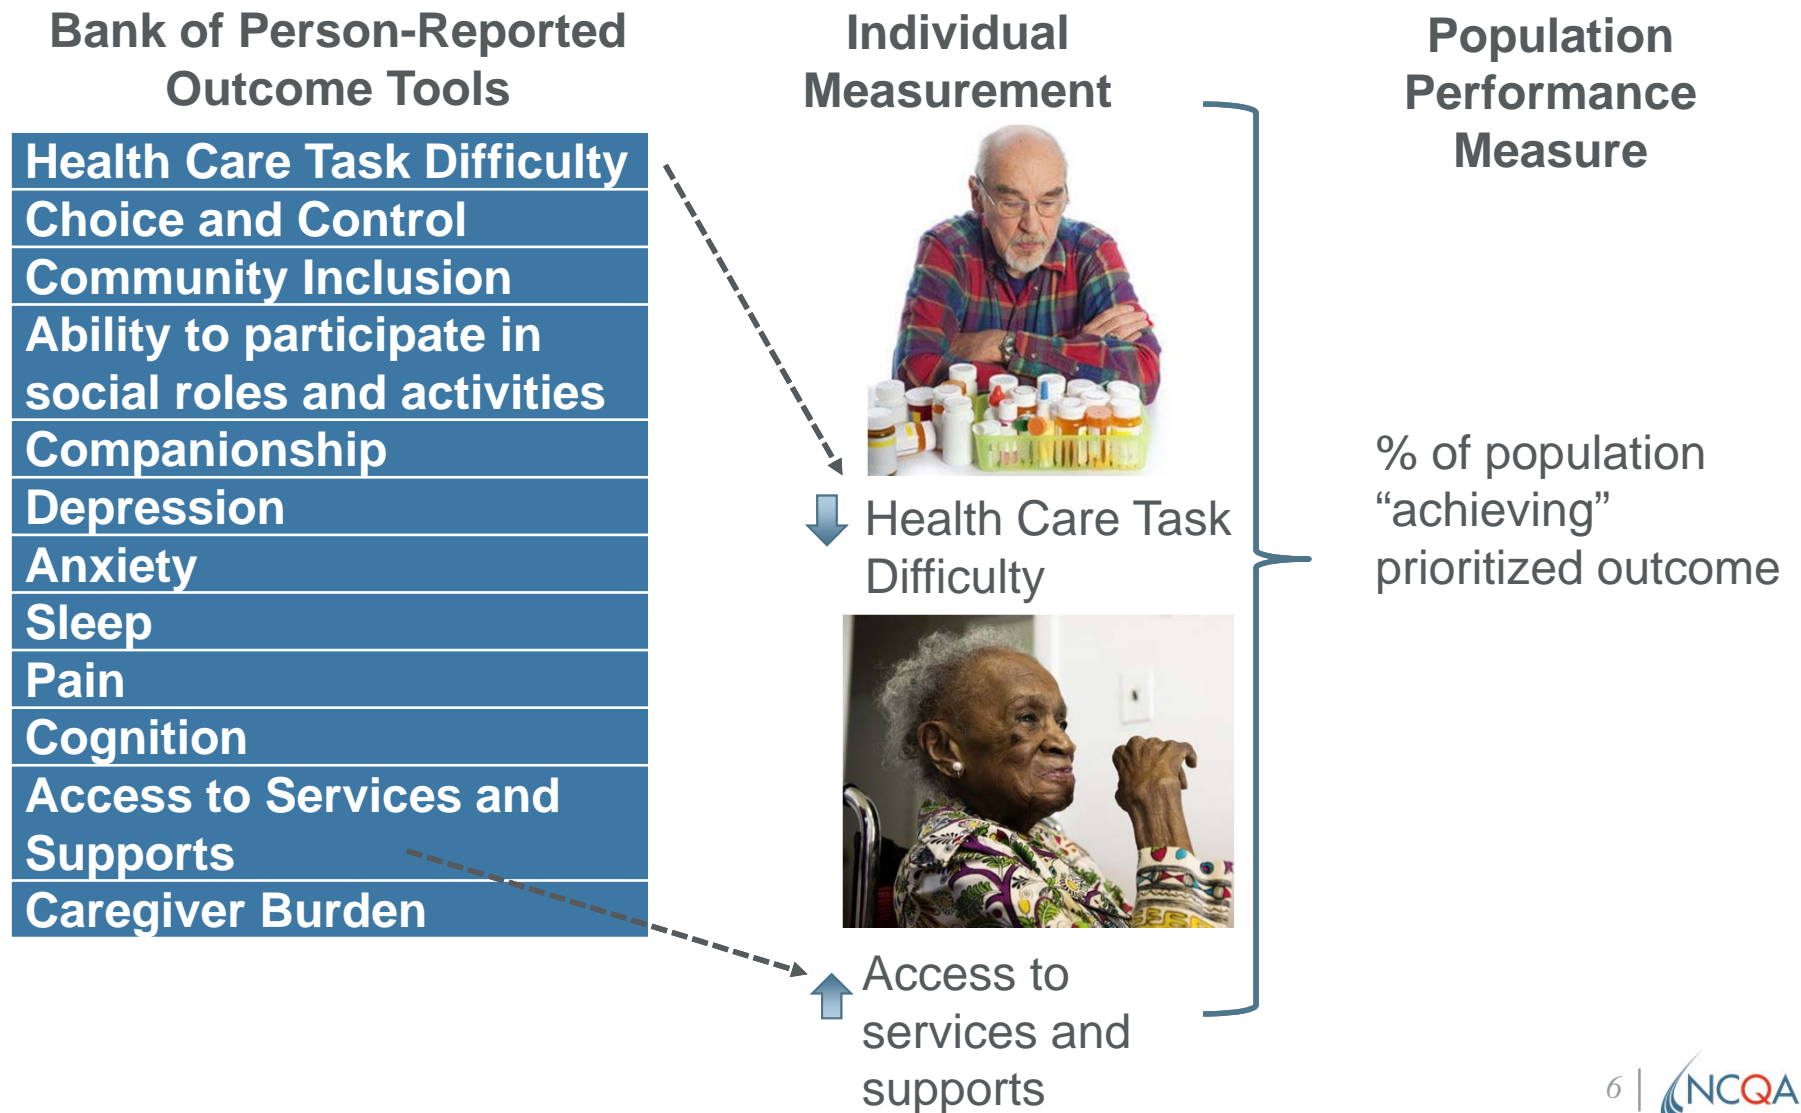 Bank of Person-Reported
Outcome Tools
Health Care Task Difficulty
Choice and Control
Community Inclusion
Ability to participate in
social roles and activities
Companionship
Depression
Anxiety
Sleep
Pain
Cognition
Access to Services and
Supports
Caregiver Burden
Individual
Measurement
Health Care Task
Difficulty
Access to
services and
supports
Population
Performance
Measure
% of population
“achieving”
prioritized outcome
6
NCQA